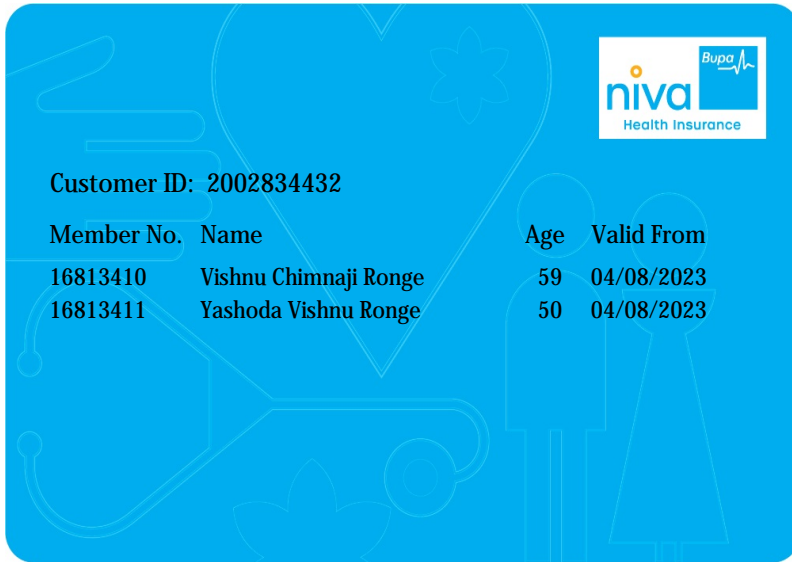 Bupa
niva
Health Insurance
Customer ID: 2002834432
Member No. Name Age Valid From
16813410 Vishnu Chimnaji Ronge 59 04/08/2023
16813411 Yashoda Vishnu Ronge 50 04/08/2023